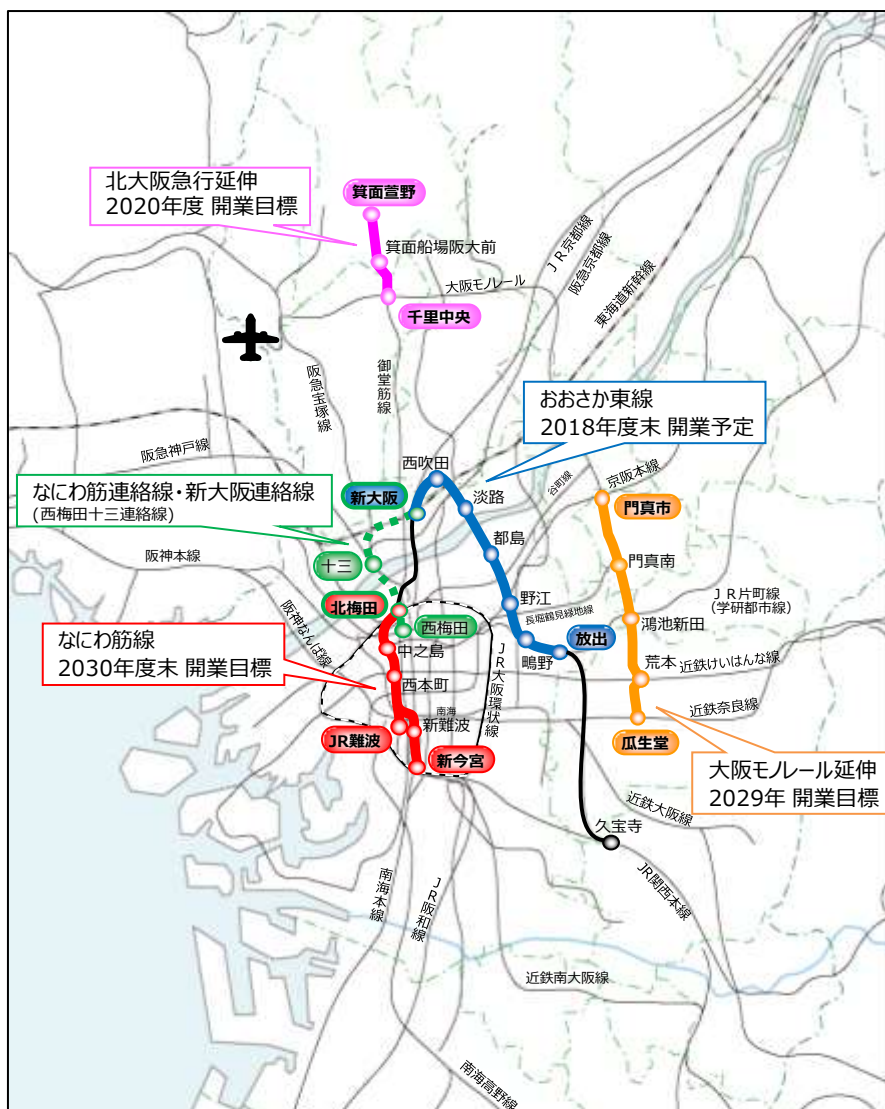 北大阪急行延伸
2020年度 開業目標
箕面萱野
箕面船場阪大前
大阪モノレール
千里中央
JR京都線
阪急京都線
東海道新幹線
御堂筋線
阪急宝塚線
おおさか東線
2018年度末 開業予定
阪急神戸線
西吹田
谷町線
京阪本線
なにわ筋連絡線・新大阪連絡線
(西梅田十三連絡線)
新大阪
淡路
門真市
都島
門真南
阪神本線
十三
JR片町線
(学研都市線)
北梅田
野江
長堀鶴見緑地線
鴻池新田
阪神なんば線
西梅田
JR大阪環状線
鴫野
放出
なにわ筋線
2030年度末 開業目標
中之島
荒本
近鉄けいはんな線
西本町
南海
新難波
近鉄奈良線
JR難波
瓜生堂
新今宮
大阪モノレール延伸
2029年 開業目標
近鉄大阪線
久宝寺
JR関西本線
南海本線
JR阪和線
近鉄南大阪線
南海高野線